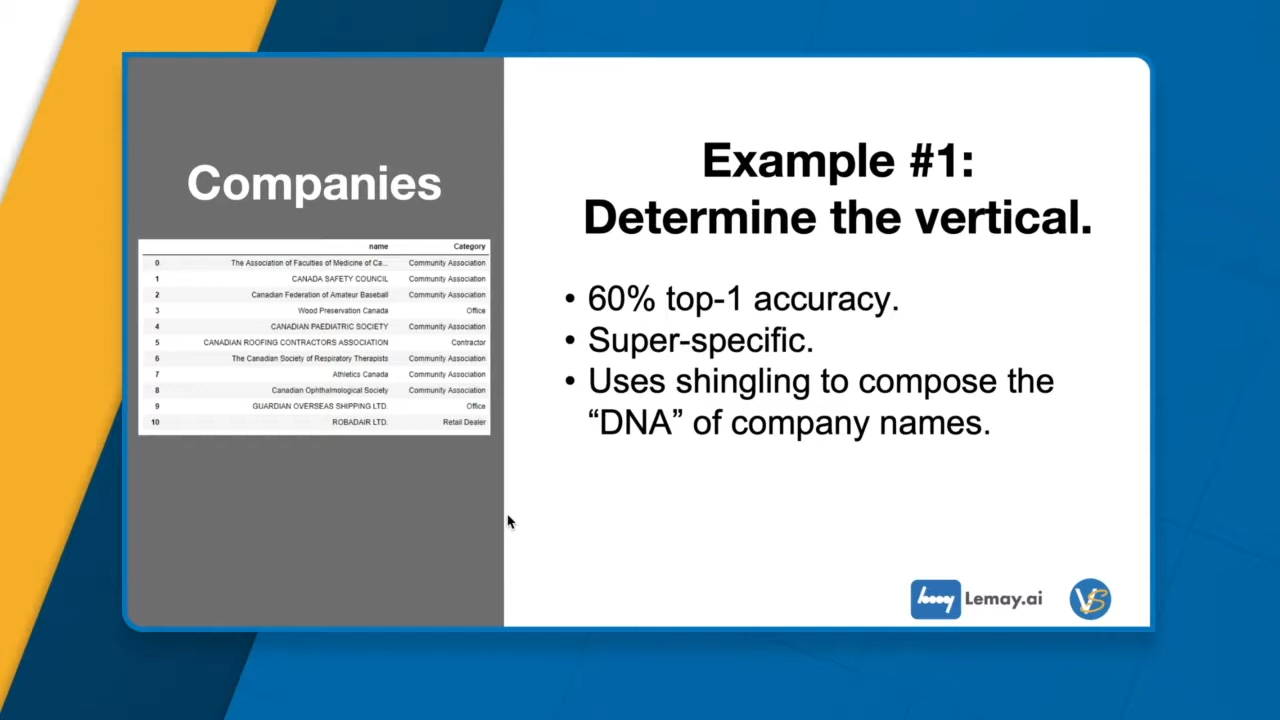 Companies
name Category
0 The Association of Faculties of Medicine of Ca... Community Association
1 CANADA SAFETY COUNCIL Community Association
2 Canadian Federation of Amateur Baseball Community Association
3 Wood Preservation Canada Office
4 CANADIAN PAEDIATRIC SOCIETY Community Association
5 CANADIAN ROOFING CONTRACTORS ASSOCIATION Contractor
6 The Canadian Society of Respiratory Therapists Community Association
7 Athletics Canada Community Association
8 Canadian Ophthalmological Society Community Association
9 GUARDIAN OVERSEAS SHIPPING LTD. Office
10 ROBADAIR LTD. Retail Dealer
Example #1:
Determine the vertical.
• 60% top-1 accuracy.
• Super-specific.
• Uses shingling to compose the
“DNA” of company names.
Lemay.ai
VS